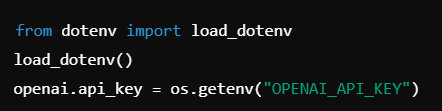 from dotenv import load_dotenv
load_dotenv()
openai.api_key = os.getenv("OPENAI_API_KEY")